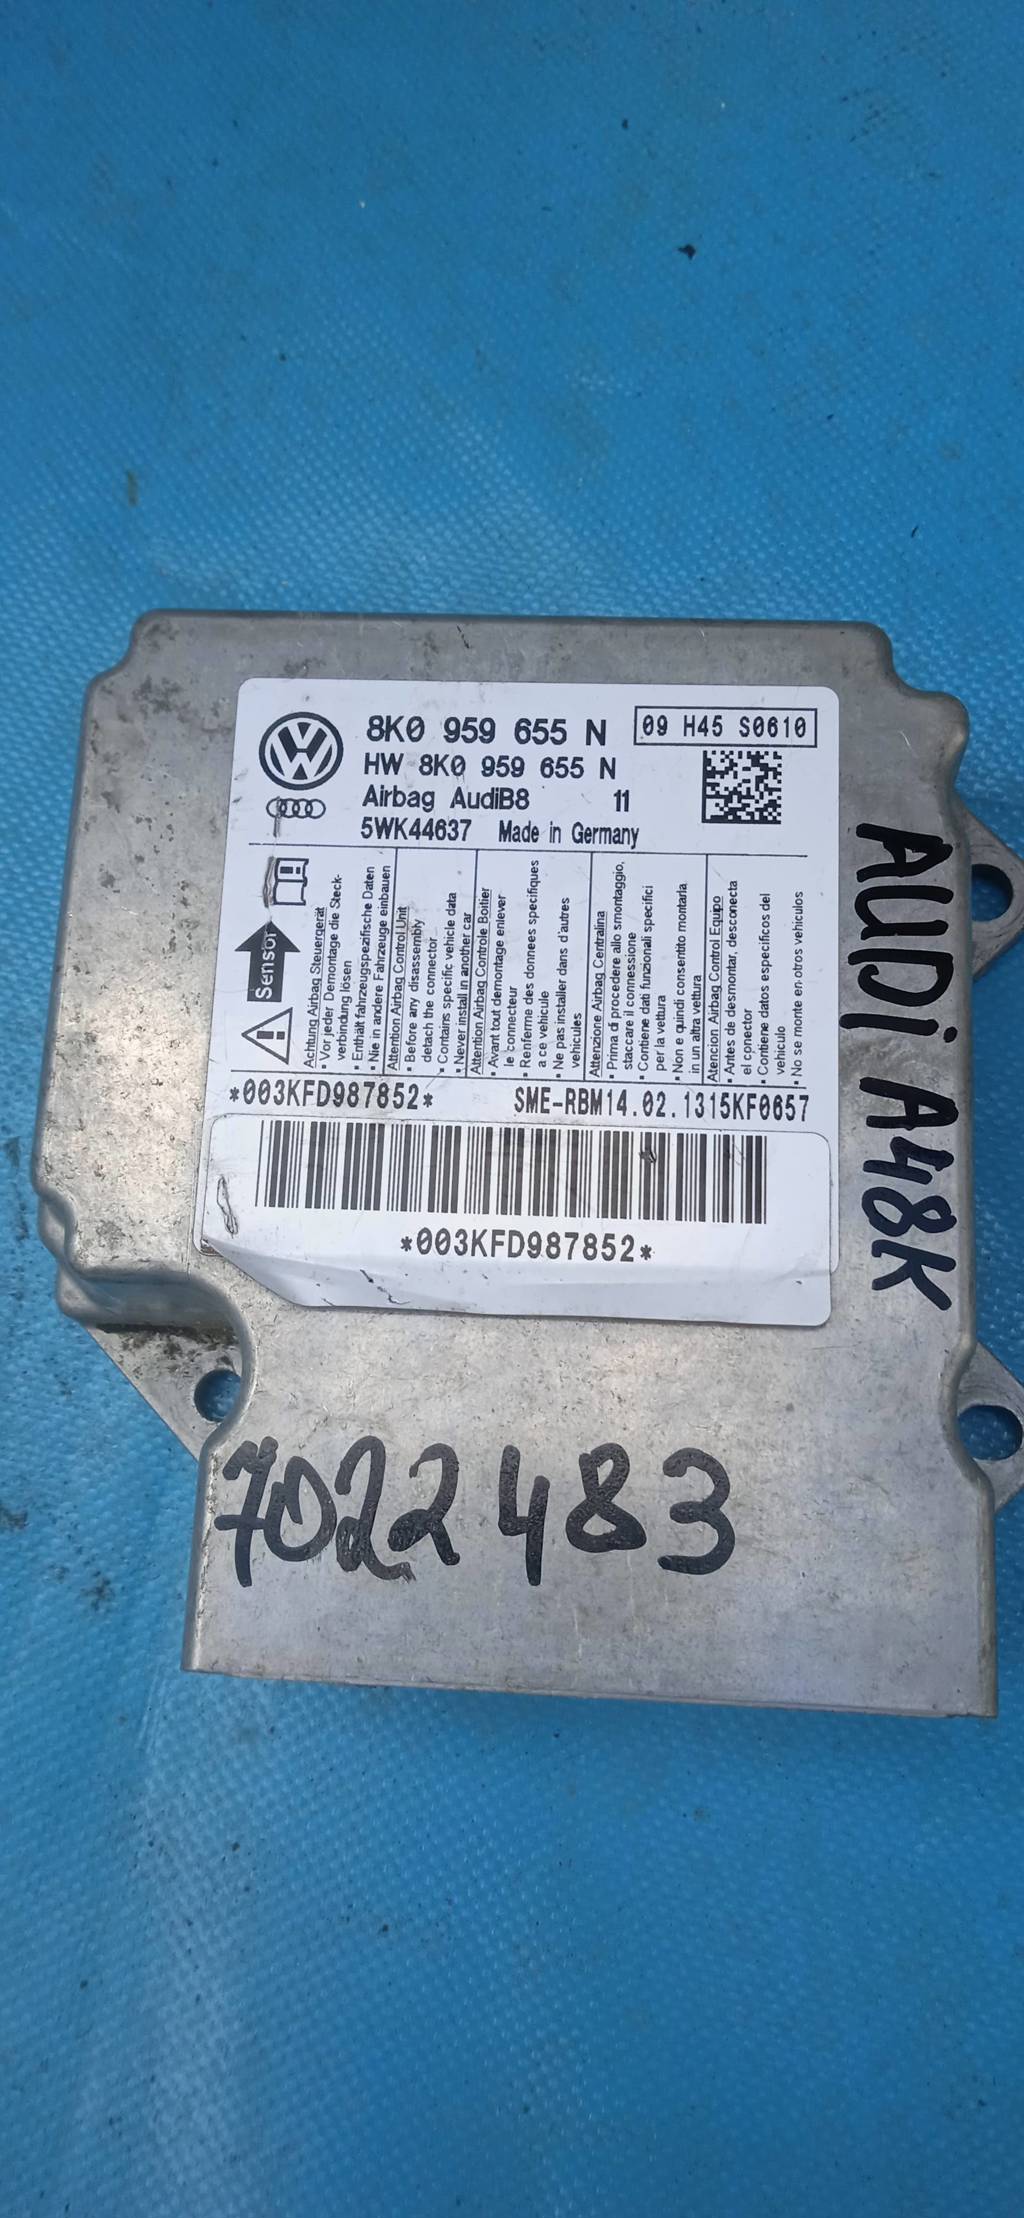 8K0 959 655 N
09 H45 S0610
HW 8K0 959 655 N
Airbag AudiB8 11
5WK44637 Made in Germany
Sensor
Achtung Airbag Steuergerät
• Vor jeder Demontage die Steck-
verbindung lösen
• Enthält fahrzeugspezifische Daten
• Nie in andere Fahrzeuge einbauen
Attention Airbag Control Unit
• Before any disassembly
detach the connector
• Contains specific vehicle data
• Never install in another car
Attention Airbag Controle Boitier
• Avant tout demontage enlever
le connecteur
• Renferme des donnees specifiques
a ce vehicule
• Ne pas installer dans d'autres
vehicules
Attenzione Airbag Centralina
• Prima di procedere allo smontaggio,
staccare il connessione
• Contiene dati funzionali specifici
per la vettura
• Non e quindi consentito montarla
in un altra vettura
Atencion Airbag Control Equipo
• Antes de desmontar, desconecta
el cpnector
• Contiene datos especificos del
vehiculo
• No se monte en otros vehiculos
*003KFD987852*
SME-RBM14.02.1315KF0657
*003KFD987852*
AUDi A4 8K
7022483